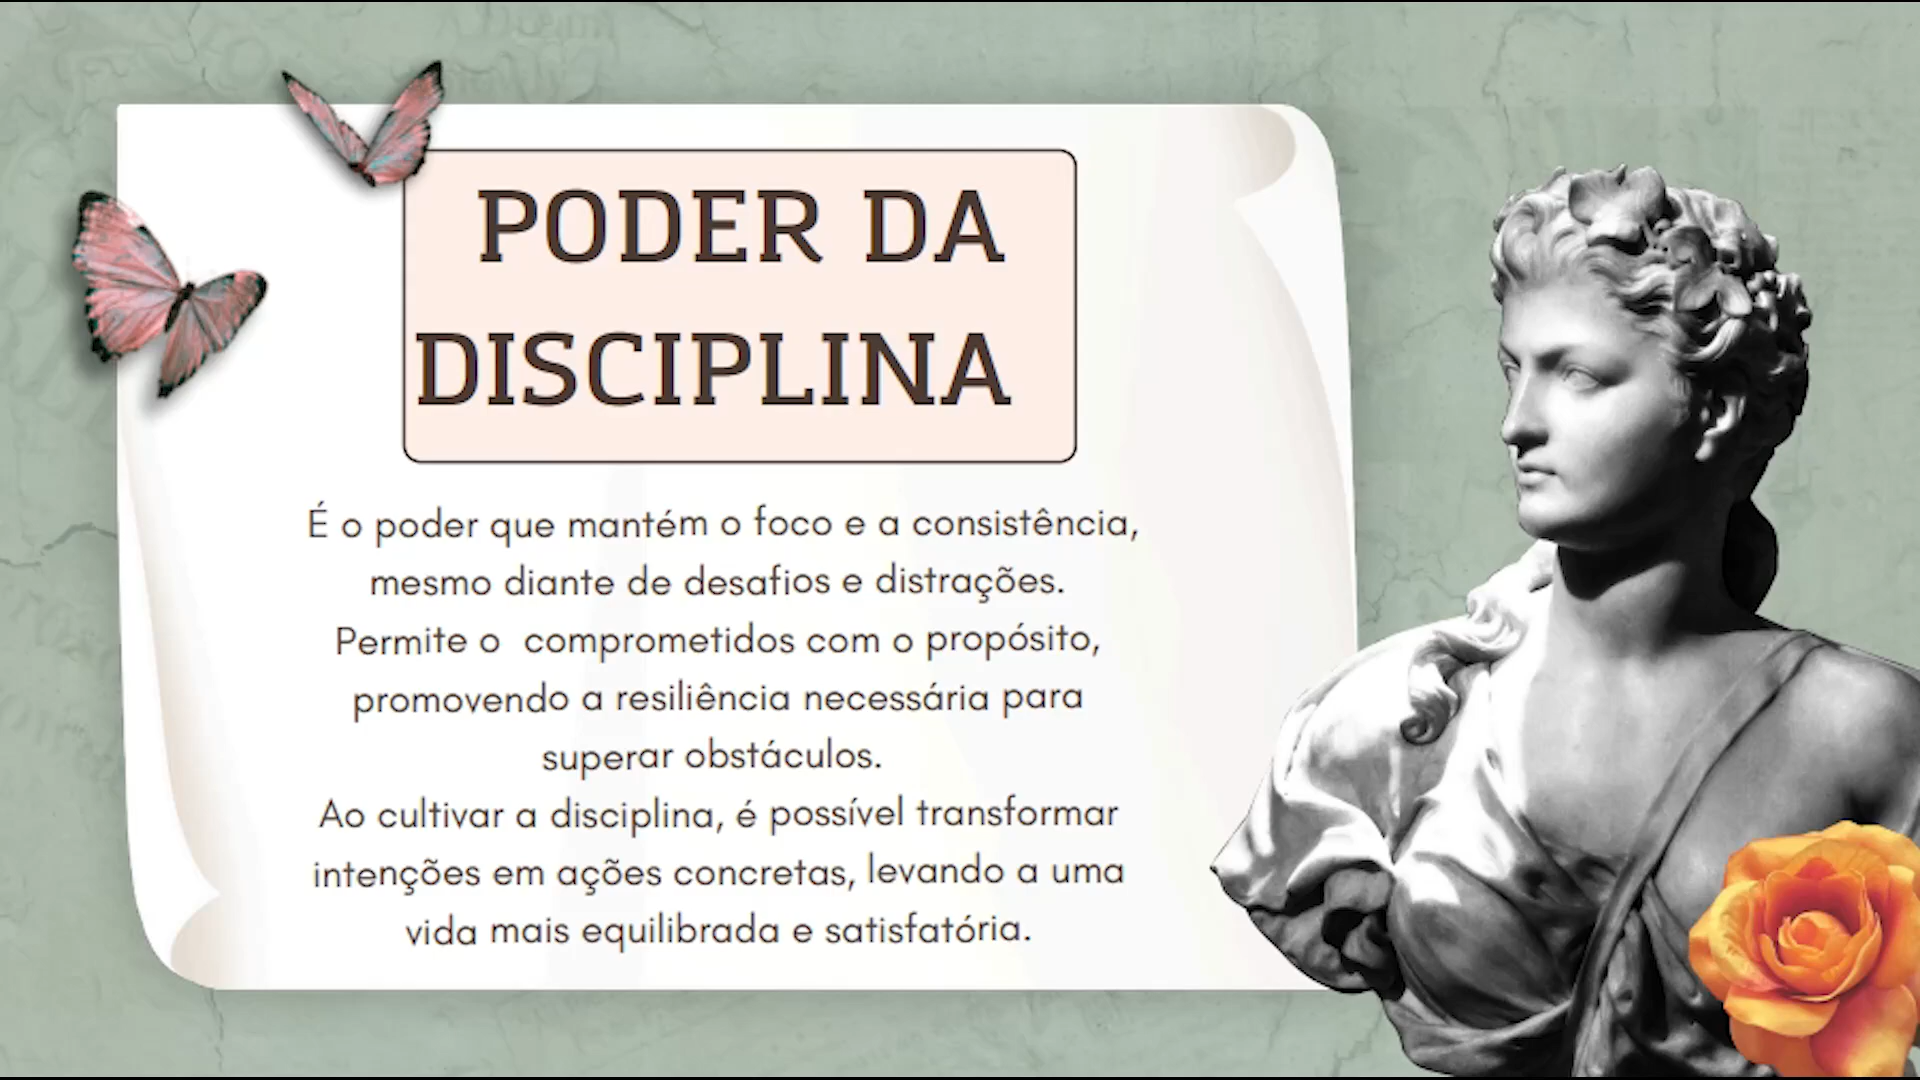 PODER DA
DISCIPLINA
É o poder que mantém o foco e a consistência,
mesmo diante de desafios e distrações.
Permite o  comprometidos com o propósito,
promovendo a resiliência necessária para
superar obstáculos.
Ao cultivar a disciplina, é possível transformar
intenções em ações concretas, levando a uma
vida mais equilibrada e satisfatória.